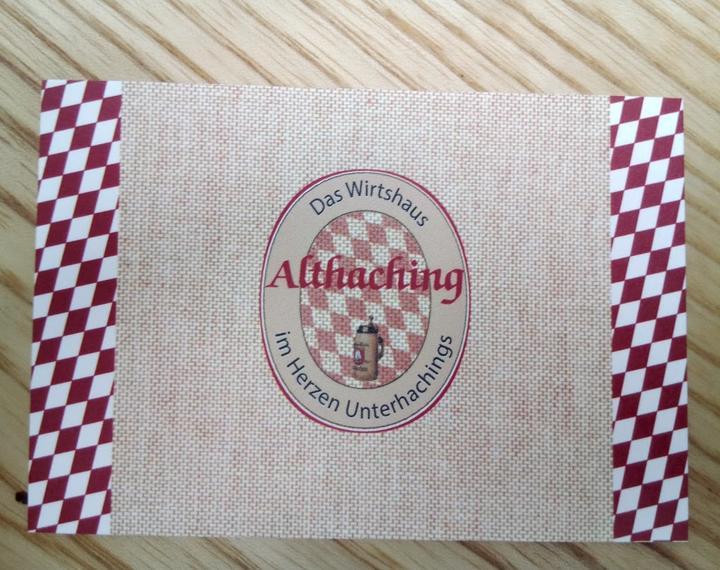 Das Wirtshaus
Althaching
im Herzen Unterhachings